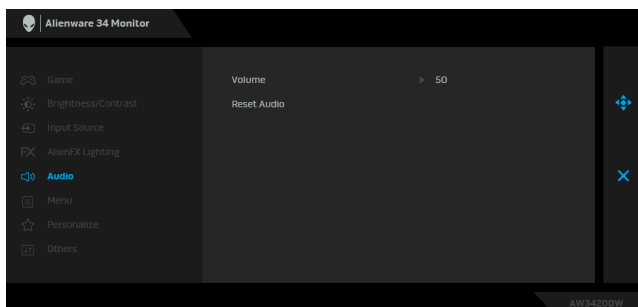 Alienware 34 Monitor
Game
Brightness/Contrast
Input Source
FX AlienFX Lighting
Audio
Menu
Personalize
Others
Volume 50
Reset Audio
AW3420DW